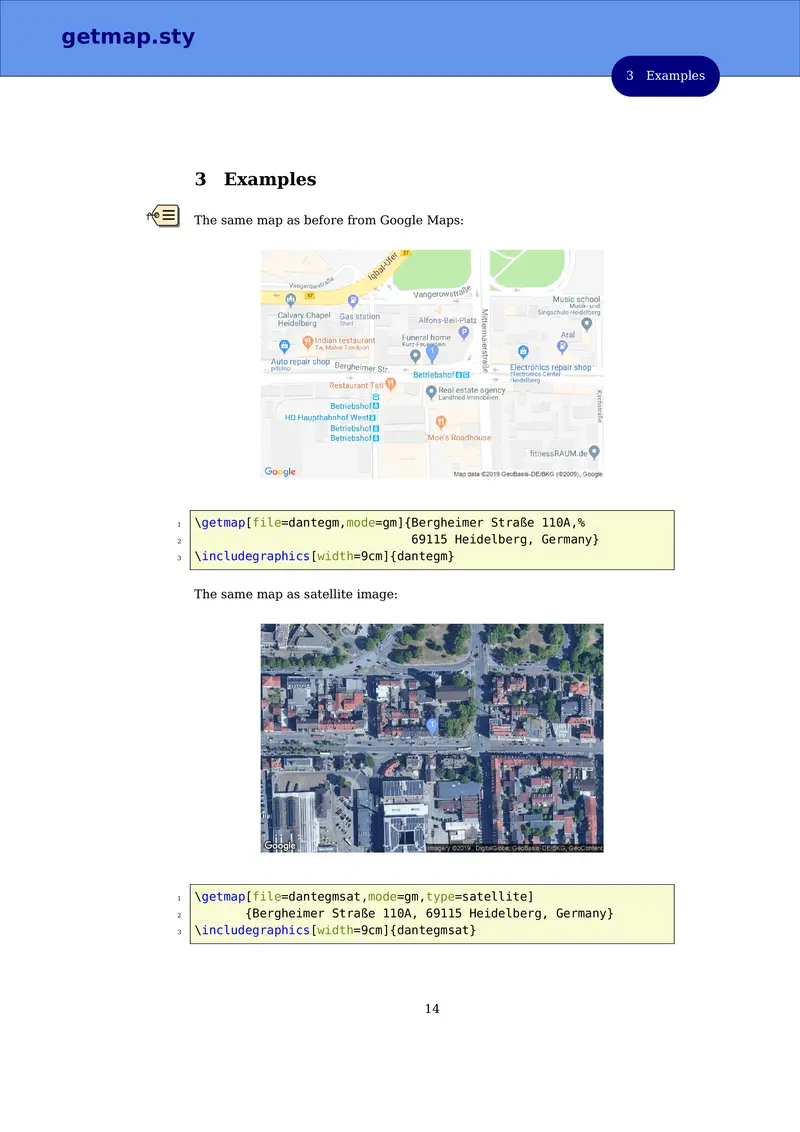 getmap.sty
3 Examples
3 Examples
The same map as before from Google Maps:
37
Iqbal-Ufer
Vangerowstraße
37
Vangerowstraße
Calvary Chapel
Heidelberg
Gas station
Shell
Alfons-Beil-Platz
P
Mittermaierstraße
Music school
Musik- und
Singschule Heidelberg
Aral
Indian restaurant
Funeral home
1
Auto repair shop
pitstop
Bergheimer Str.
Betriebshof
Electronics repair shop
Electronics Center
Heidelberg
Restaurant Tati
Real estate agency
Landfried Immobilien
Kirchstraße
Betriebshof
HD Hauptbahnhof West
Betriebshof
Betriebshof
Moe's Roadhouse
fitnessRAUM.de
Google
Map data ©2019 GeoBasis-DE/BKG (©2009), Google
1 \getmap[file=dantegm,mode=gm]{Bergheimer Straße 110A,%
2 69115 Heidelberg, Germany}
3 \includegraphics[width=9cm]{dantegm}
The same map as satellite image:
1
Google
Imagery ©2019 , DigitalGlobe, GeoBasis-DE/BKG, GeoContent
1 \getmap[file=dantegmsat,mode=gm,type=satellite]
2 {Bergheimer Straße 110A, 69115 Heidelberg, Germany}
3 \includegraphics[width=9cm]{dantegmsat}
14